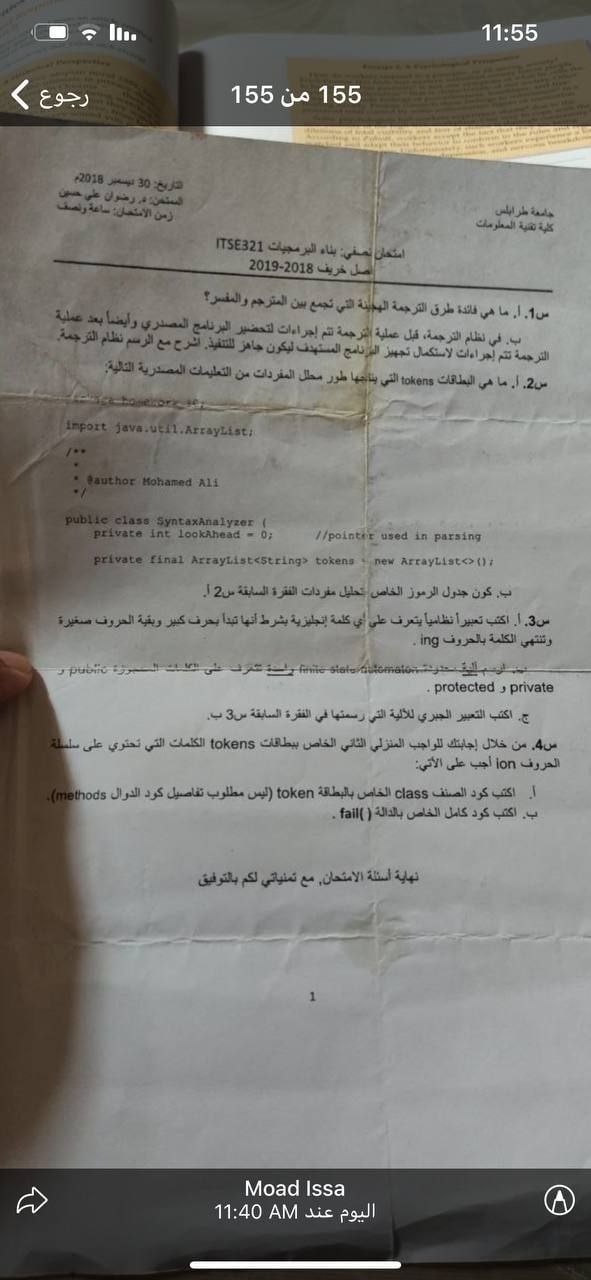 11:55
رجوع
155 من 155
جامعة طرابلس
كلية تقنية المعلومات
التاريخ: 30 ديسمبر 2018م
الممتحن: د. رضوان علي حسين
زمن الامتحان: ساعة ونصف
امتحان نصفي: بناء البرمجيات ITSE321
فصل خريف 2018-2019
س1. أ. ما هي فائدة طرق الترجمة الهجينة التي تجمع بين المترجم والمفسر؟
ب. في نظام الترجمة، قبل عملية الترجمة تتم إجراءات لتحضير البرنامج المصدري وأيضاً بعد عملية
الترجمة تتم إجراءات لاستكمال تجهيز البرنامج المستهدف ليكون جاهز للتنفيذ. اشرح مع الرسم نظام الترجمة.
س2. أ. ما هي البطاقات tokens التي ينتجها طور محلل المفردات من التعليمات المصدرية التالية:
import java.util.ArrayList;
/**
*
* @author Mohamed Ali
*/
public class SyntaxAnalyzer {
private int lookAhead = 0; //pointer used in parsing
private final ArrayList<String> tokens = new ArrayList<>();
ب. كون جدول الرموز الخاص بتحليل مفردات الفقرة السابقة س2 أ.
س3. أ. اكتب تعبيراً نظامياً يتعرف على أي كلمة إنجليزية بشرط أنها تبدأ بحرف كبير وبقية الحروف صغيرة
وتنتهي الكلمة بالحروف ing .
ب. ارسم آلية محدودة finite state automaton واحدة تتعرف على الكلمات المحجوزة public و
private و protected .
ج. اكتب التعبير الجبري للآلية التي رسمتها في الفقرة السابقة س3 ب.
س4. من خلال إجابتك للواجب المنزلي الثاني الخاص ببطاقات tokens الكلمات التي تحتوي على سلسلة
الحروف ion أجب على الآتي:
أ. اكتب كود الصنف class الخاص بالبطاقة token (ليس مطلوب تفاصيل كود الدوال methods).
ب. اكتب كود كامل الخاص بالدالة fail( ) .
نهاية أسئلة الامتحان, مع تمنياتي لكم بالتوفيق
1
Moad Issa
اليوم عند 11:40 AM